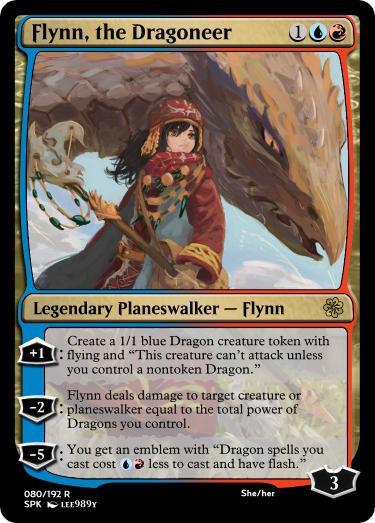 Flynn, the Dragoneer 1
Legendary Planeswalker — Flynn
+1: Create a 1/1 blue Dragon creature token with
flying and “This creature can’t attack unless
you control a nontoken Dragon.”
-2: Flynn deals damage to target creature or
planeswalker equal to the total power of
Dragons you control.
-5: You get an emblem with “Dragon spells you
cast cost less to cast and have flash.”
3
080/192 R
SPK LEE989Y
She/her